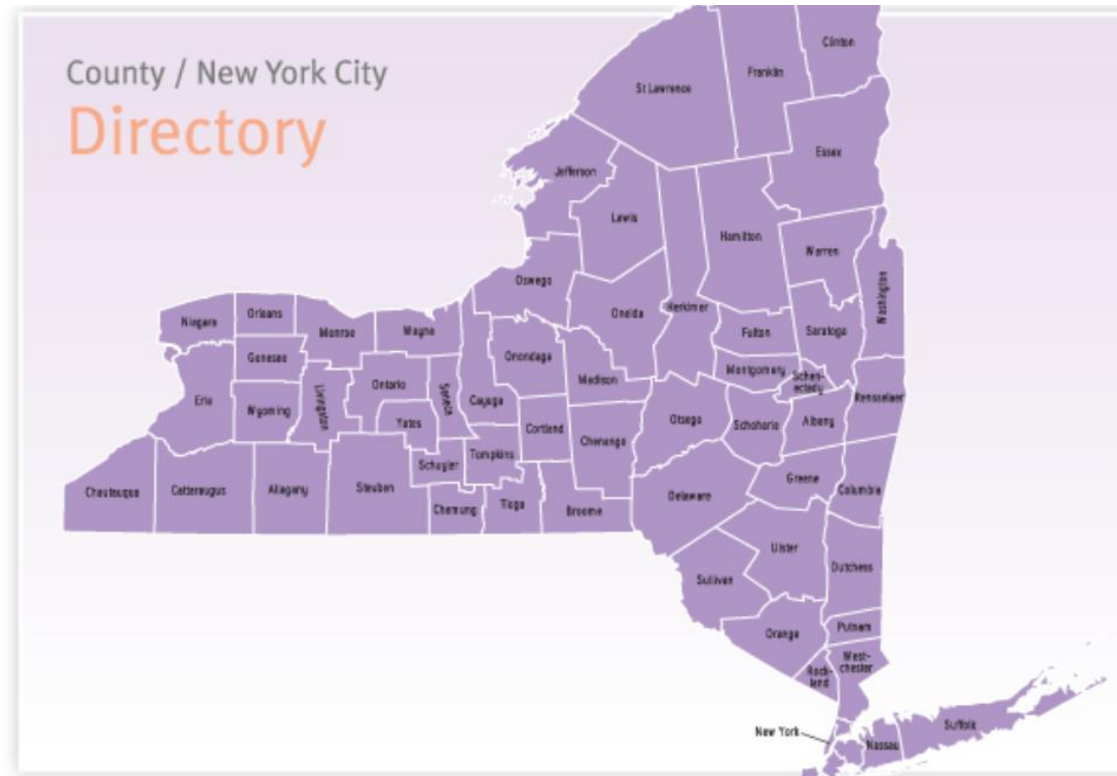 County / New York City
Directory
Clinton
Franklin
St Lawrence
Essex
Jefferson
Lewis
Hamilton
Warren
Washington
Oswego
Oneida
Herkimer
Niagara
Orleans
Monroe
Wayne
Fulton
Saratoga
Genesee
Onondaga
Madison
Montgomery
Schen-
ectady
Erie
Wyoming
Livingston
Ontario
Yates
Seneca
Cayuga
Cortland
Chenango
Otsego
Schoharie
Albany
Rensselaer
Chautauqua
Cattaraugus
Allegany
Steuben
Schuyler
Tompkins
Chemung
Tioga
Broome
Delaware
Greene
Columbia
Ulster
Dutchess
Sullivan
Orange
Putnam
West-
chester
Rock-
land
New York
Nassau
Suffolk